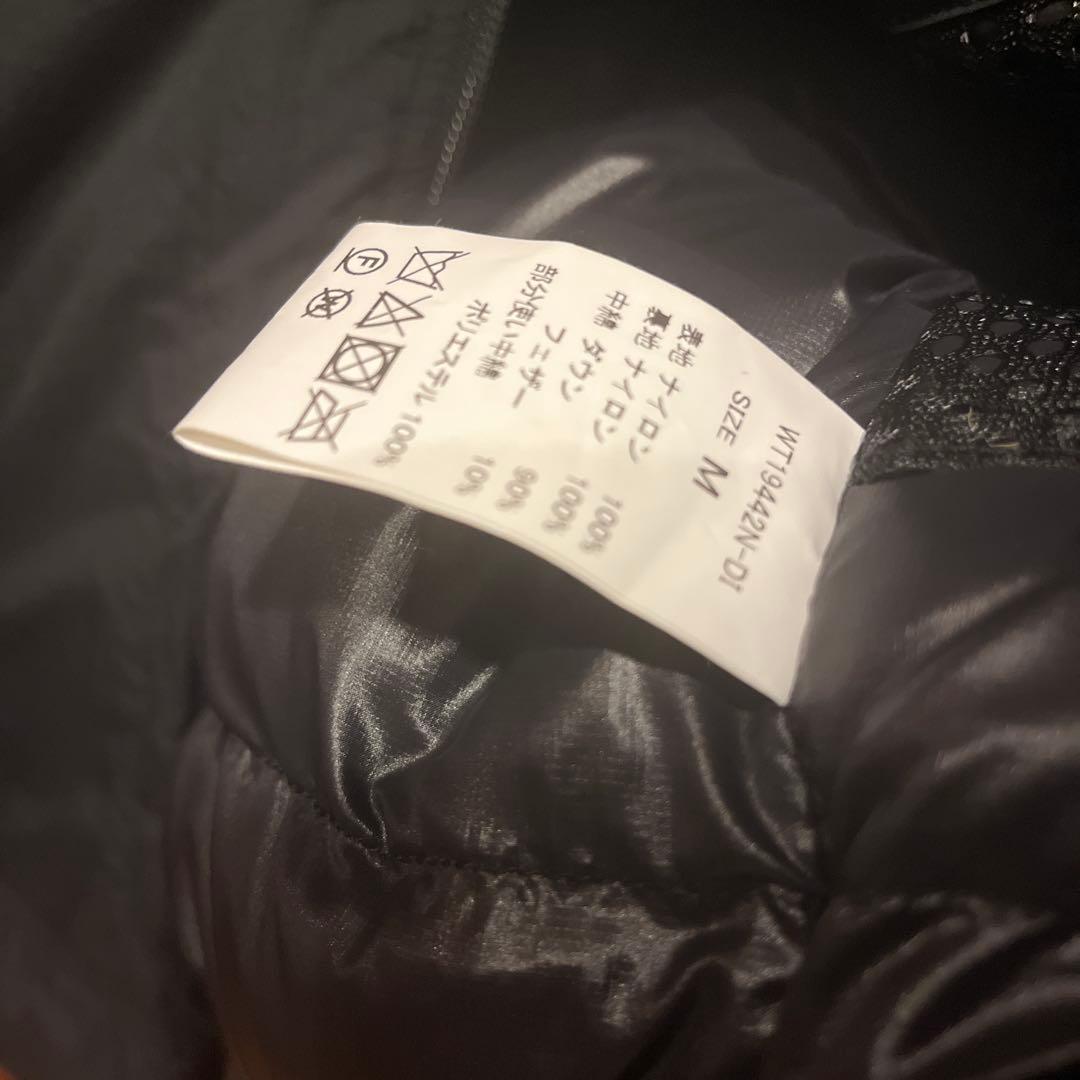 WT19442N-DI
SIZE M
表地 ナイロン 100%
裏地 ナイロン 100%
中綿 ダウン 90%
フェザー 10%
部分使い中綿
ポリエステル 100%
F
W